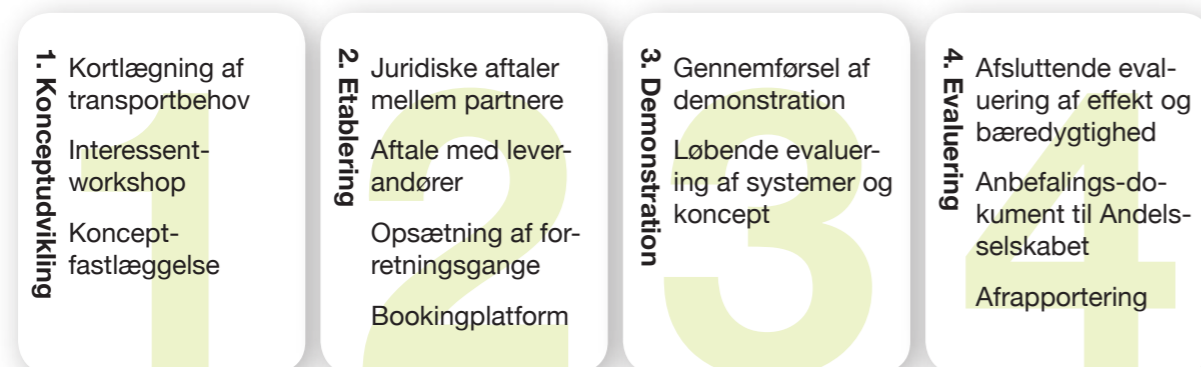 1. Konceptudvikling
Kortlægning af
transportbehov
Interessent-
workshop
Koncept-
fastlæggelse
1
2. Etablering
Juridiske aftaler
mellem partnere
Aftale med lever-
andører
Opsætning af for-
retningsgange
Bookingplatform
2
3. Demonstration
Gennemførsel af
demonstration
Løbende evaluer-
ing af systemer og
koncept
3
4. Evaluering
Afsluttende eval-
uering af effekt og
bæredygtighed
Anbefalings-do-
kument til Andels-
selskabet
Afrapportering
4